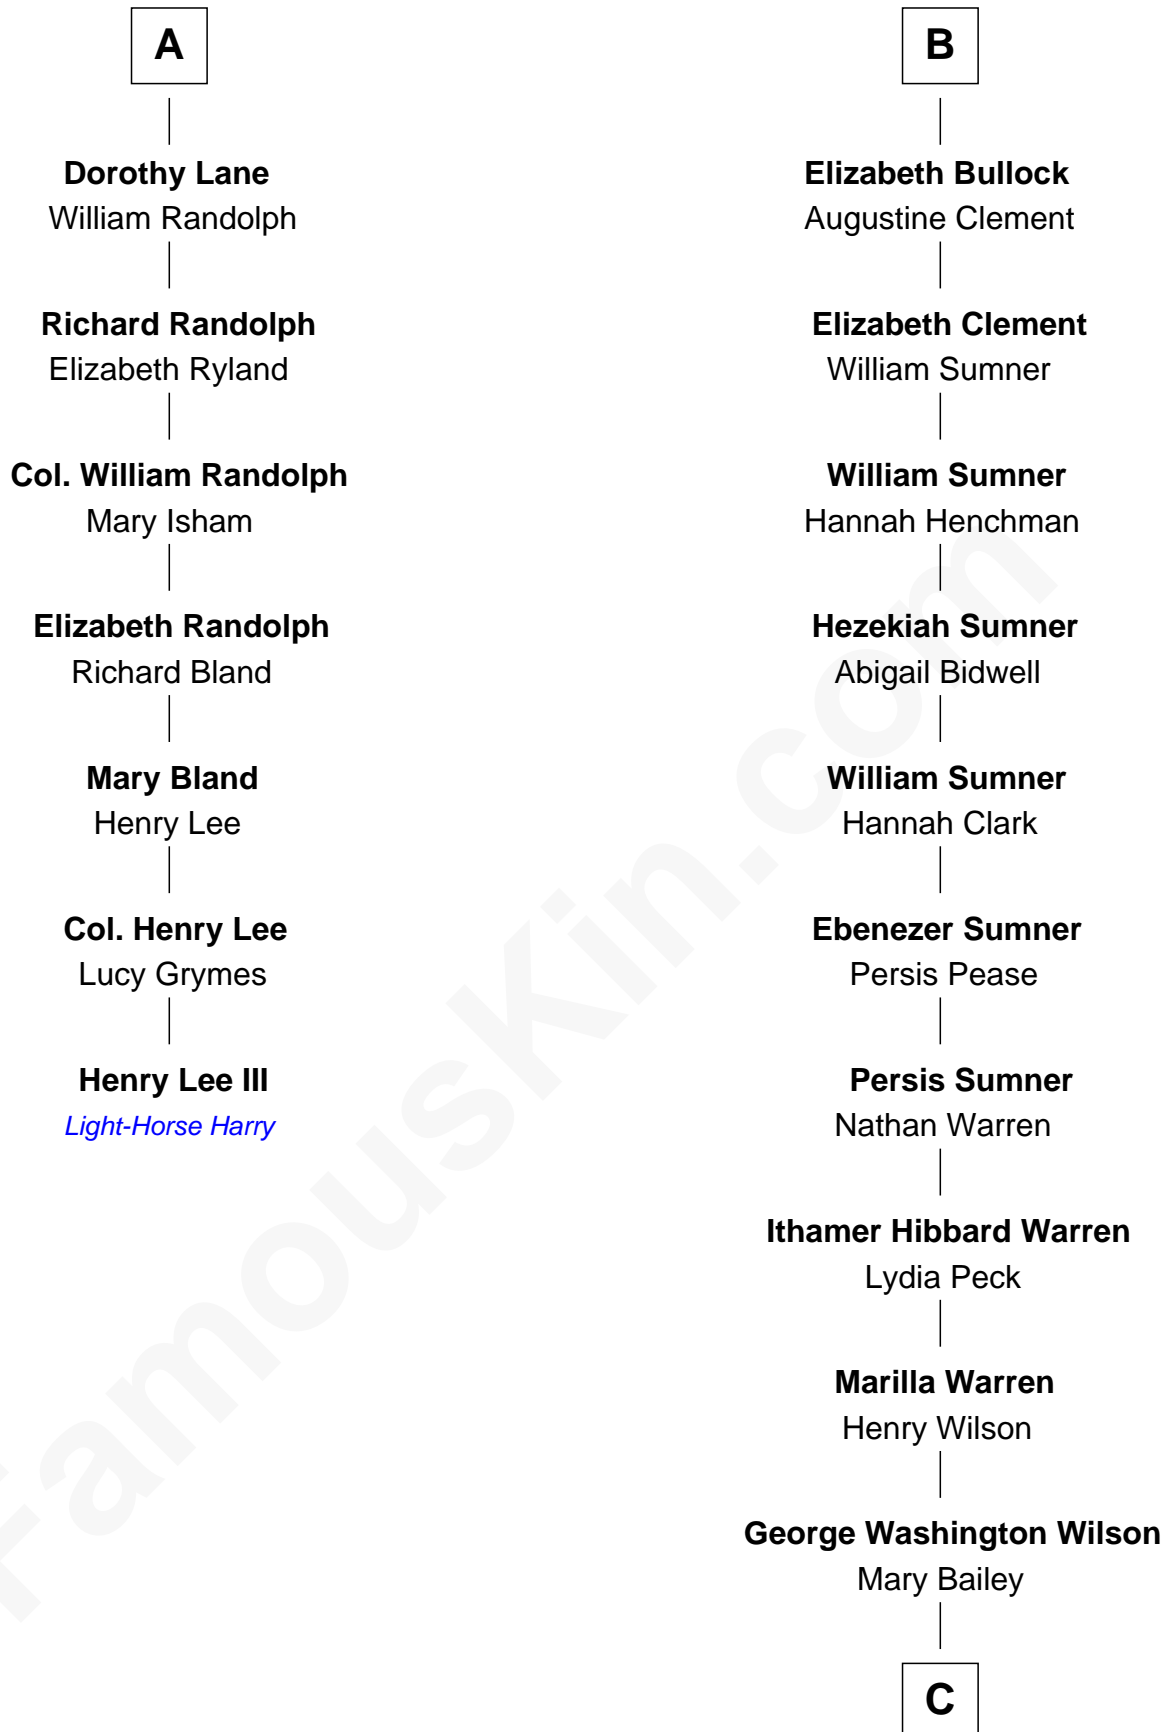 A
Dorothy Lane
William Randolph
Richard Randolph
Elizabeth Ryland
Col. William Randolph
Mary Isham
Elizabeth Randolph
Richard Bland
Mary Bland
Henry Lee
Col. Henry Lee
Lucy Grymes
Henry Lee III
Light-Horse Harry
B
Elizabeth Bullock
Augustine Clement
Elizabeth Clement
William Sumner
William Sumner
Hannah Henchman
Hezekiah Sumner
Abigail Bidwell
William Sumner
Hannah Clark
Ebenezer Sumner
Persis Pease
Persis Sumner
Nathan Warren
Ithamer Hibbard Warren
Lydia Peck
Marilla Warren
Henry Wilson
George Washington Wilson
Mary Bailey
C
FamousKin.com